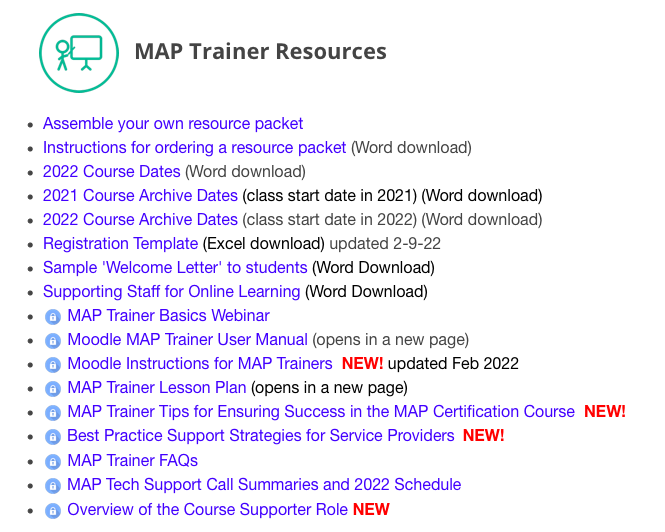 MAP Trainer Resources
Assemble your own resource packet
Instructions for ordering a resource packet (Word download)
2022 Course Dates (Word download)
2021 Course Archive Dates (class start date in 2021) (Word download)
2022 Course Archive Dates (class start date in 2022) (Word download)
Registration Template (Excel download) updated 2-9-22
Sample 'Welcome Letter' to students (Word Download)
Supporting Staff for Online Learning (Word Download)
MAP Trainer Basics Webinar
Moodle MAP Trainer User Manual (opens in a new page)
Moodle Instructions for MAP Trainers NEW! updated Feb 2022
MAP Trainer Lesson Plan (opens in a new page)
MAP Trainer Tips for Ensuring Success in the MAP Certification Course NEW!
Best Practice Support Strategies for Service Providers NEW!
MAP Trainer FAQs
MAP Tech Support Call Summaries and 2022 Schedule
Overview of the Course Supporter Role NEW